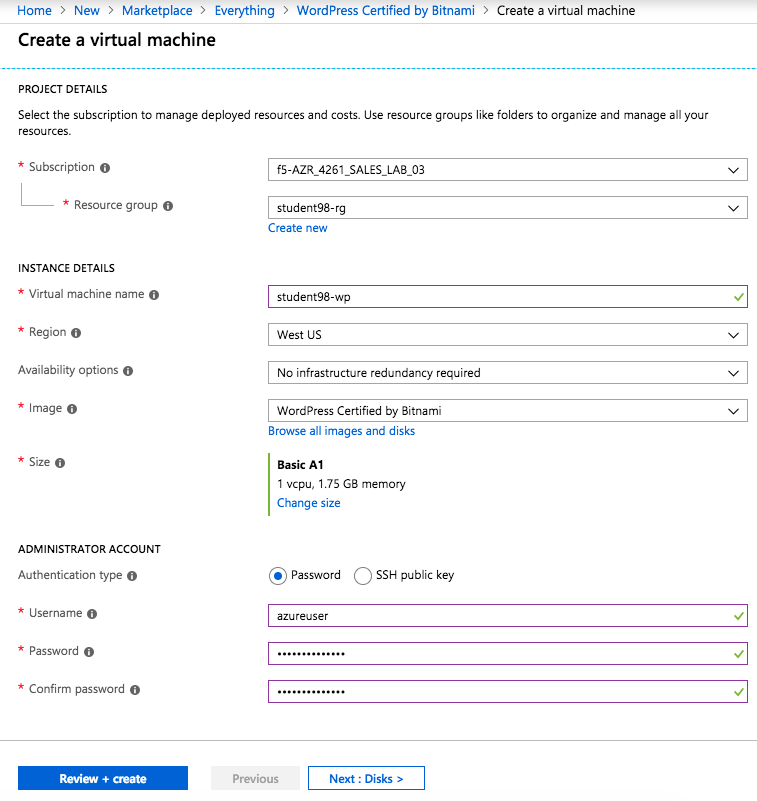 Home > New > Marketplace > Everything > WordPress Certified by Bitnami > Create a virtual machine
Create a virtual machine
PROJECT DETAILS
Select the subscription to manage deployed resources and costs. Use resource groups like folders to organize and manage all your
resources.
* Subscription
f5-AZR_4261_SALES_LAB_03
* Resource group
student98-rg
Create new
INSTANCE DETAILS
* Virtual machine name
student98-wp
* Region
West US
Availability options
No infrastructure redundancy required
* Image
WordPress Certified by Bitnami
Browse all images and disks
* Size
Basic A1
1 vcpu, 1.75 GB memory
Change size
ADMINISTRATOR ACCOUNT
Authentication type
Password
SSH public key
* Username
azureuser
* Password
••••••••••••••
* Confirm password
••••••••••••••
Review + create
Previous
Next : Disks >